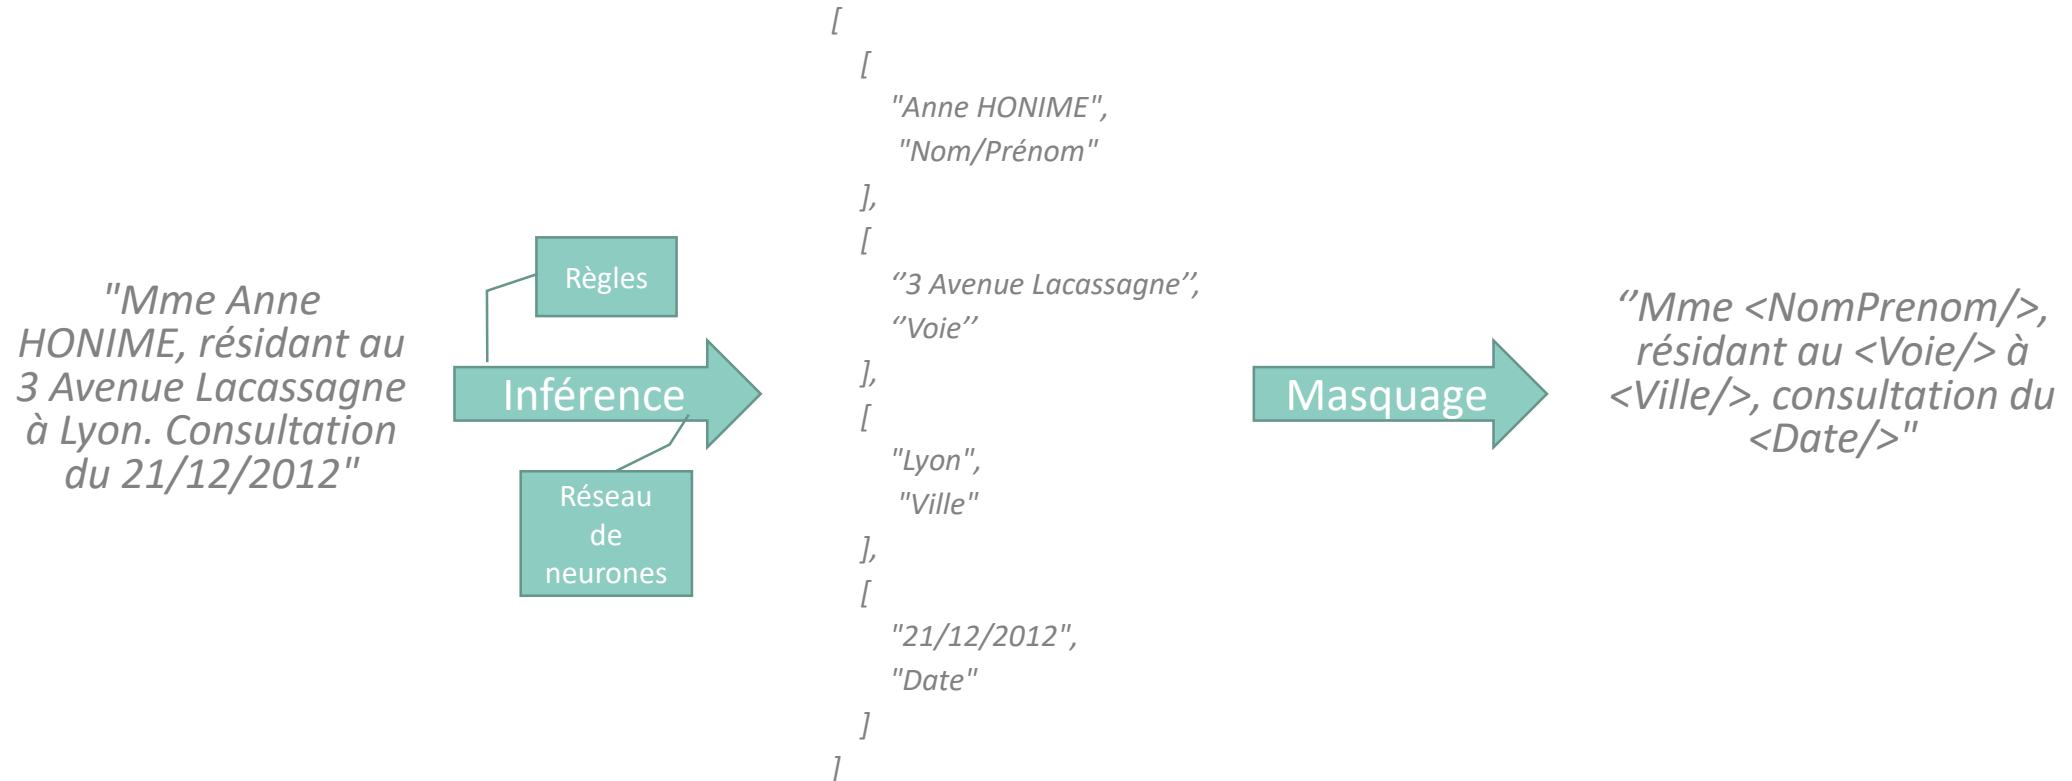 "Mme Anne
HONIME, résidant au
3 Avenue Lacassagne
à Lyon. Consultation
du 21/12/2012"
Règles
Inférence
Réseau
de
neurones
[
[
"Anne HONIME",
"Nom/Prénom"
],
[
‘’3 Avenue Lacassagne’’,
‘’Voie’’
],
[
"Lyon",
"Ville"
],
[
"21/12/2012",
"Date"
]
]
Masquage
‘’Mme <NomPrenom/>,
résidant au <Voie/> à
<Ville/>, consultation du
<Date/>"